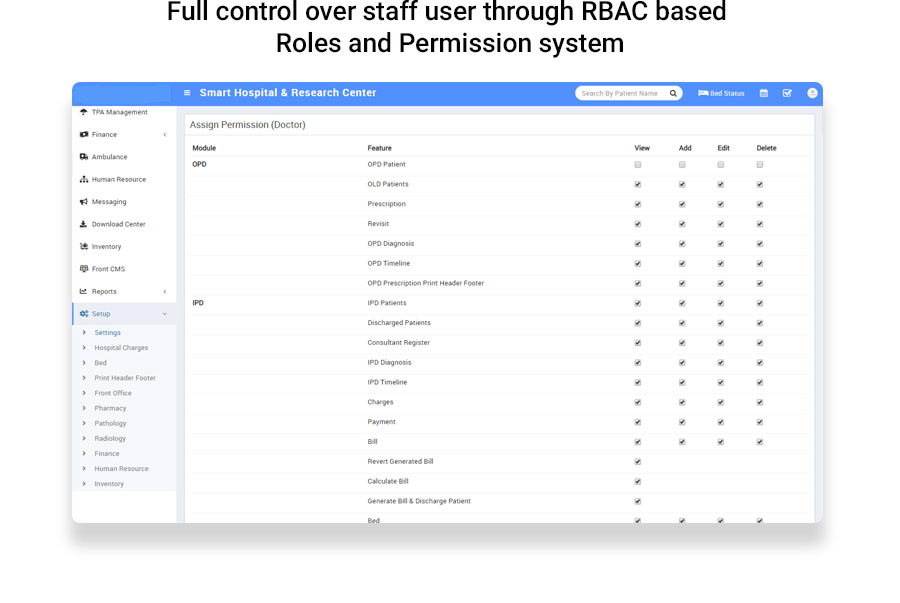 Full control over staff user through RBAC based
Roles and Permission system
Smart Hospital & Research Center
Search By Patient Name
Bed Status
TPA Management
Finance
Ambulance
Human Resource
Messaging
Download Center
Inventory
Front CMS
Reports
Setup
Settings
Hospital Charges
Bed
Print Header Footer
Front Office
Pharmacy
Pathology
Radiology
Finance
Human Resource
Inventory
Assign Permission (Doctor)
Module Feature View Add Edit Delete
OPD OPD Patient
OLD Patients
Prescription
Revisit
OPD Diagnosis
OPD Timeline
OPD Prescription Print Header Footer
IPD IPD Patients
Discharged Patients
Consultant Register
IPD Diagnosis
IPD Timeline
Charges
Payment
Bill
Revert Generated Bill
Calculate Bill
Generate Bill & Discharge Patient
Bed